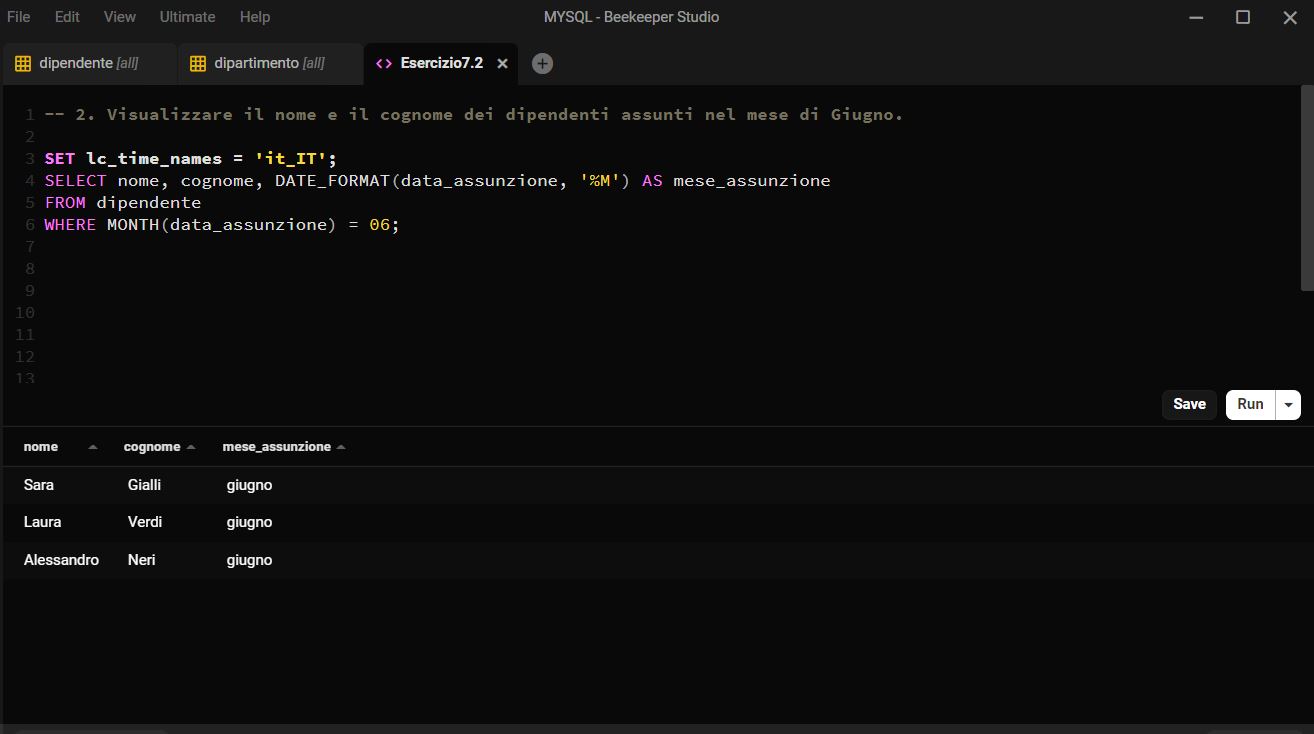 File Edit View Ultimate Help MYSQL - Beekeeper Studio
dipendente [all] dipartimento [all] Esercizio7.2
1 -- 2. Visualizzare il nome e il cognome dei dipendenti assunti nel mese di Giugno.
2
3 SET lc_time_names = 'it_IT';
4 SELECT nome, cognome, DATE_FORMAT(data_assunzione, '%M') AS mese_assunzione
5 FROM dipendente
6 WHERE MONTH(data_assunzione) = 06;
7
8
9
10
11
12
13
Save Run
nome cognome mese_assunzione
Sara Gialli giugno
Laura Verdi giugno
Alessandro Neri giugno